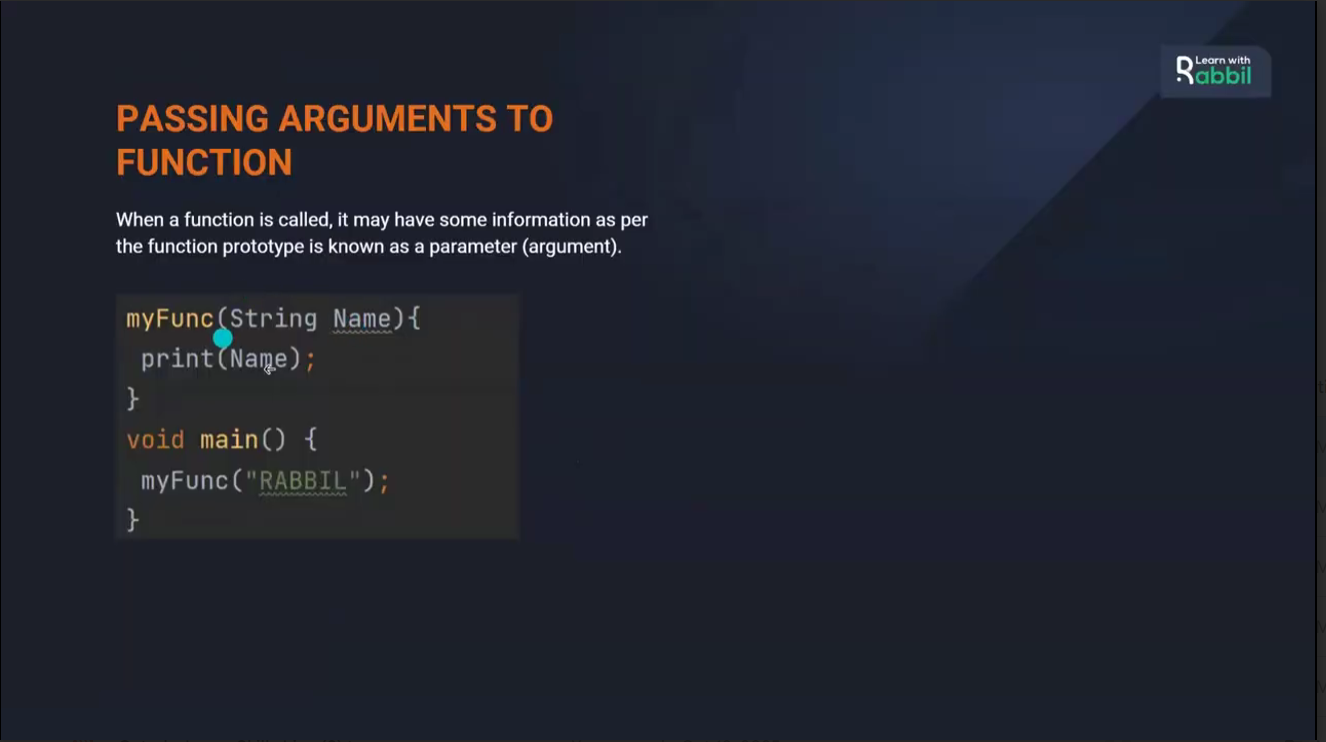 Learn with
Rabbil
PASSING ARGUMENTS TO
FUNCTION
When a function is called, it may have some information as per
the function prototype is known as a parameter (argument).
myFunc(String Name){
print(Name);
}
void main() {
myFunc("RABBIL");
}